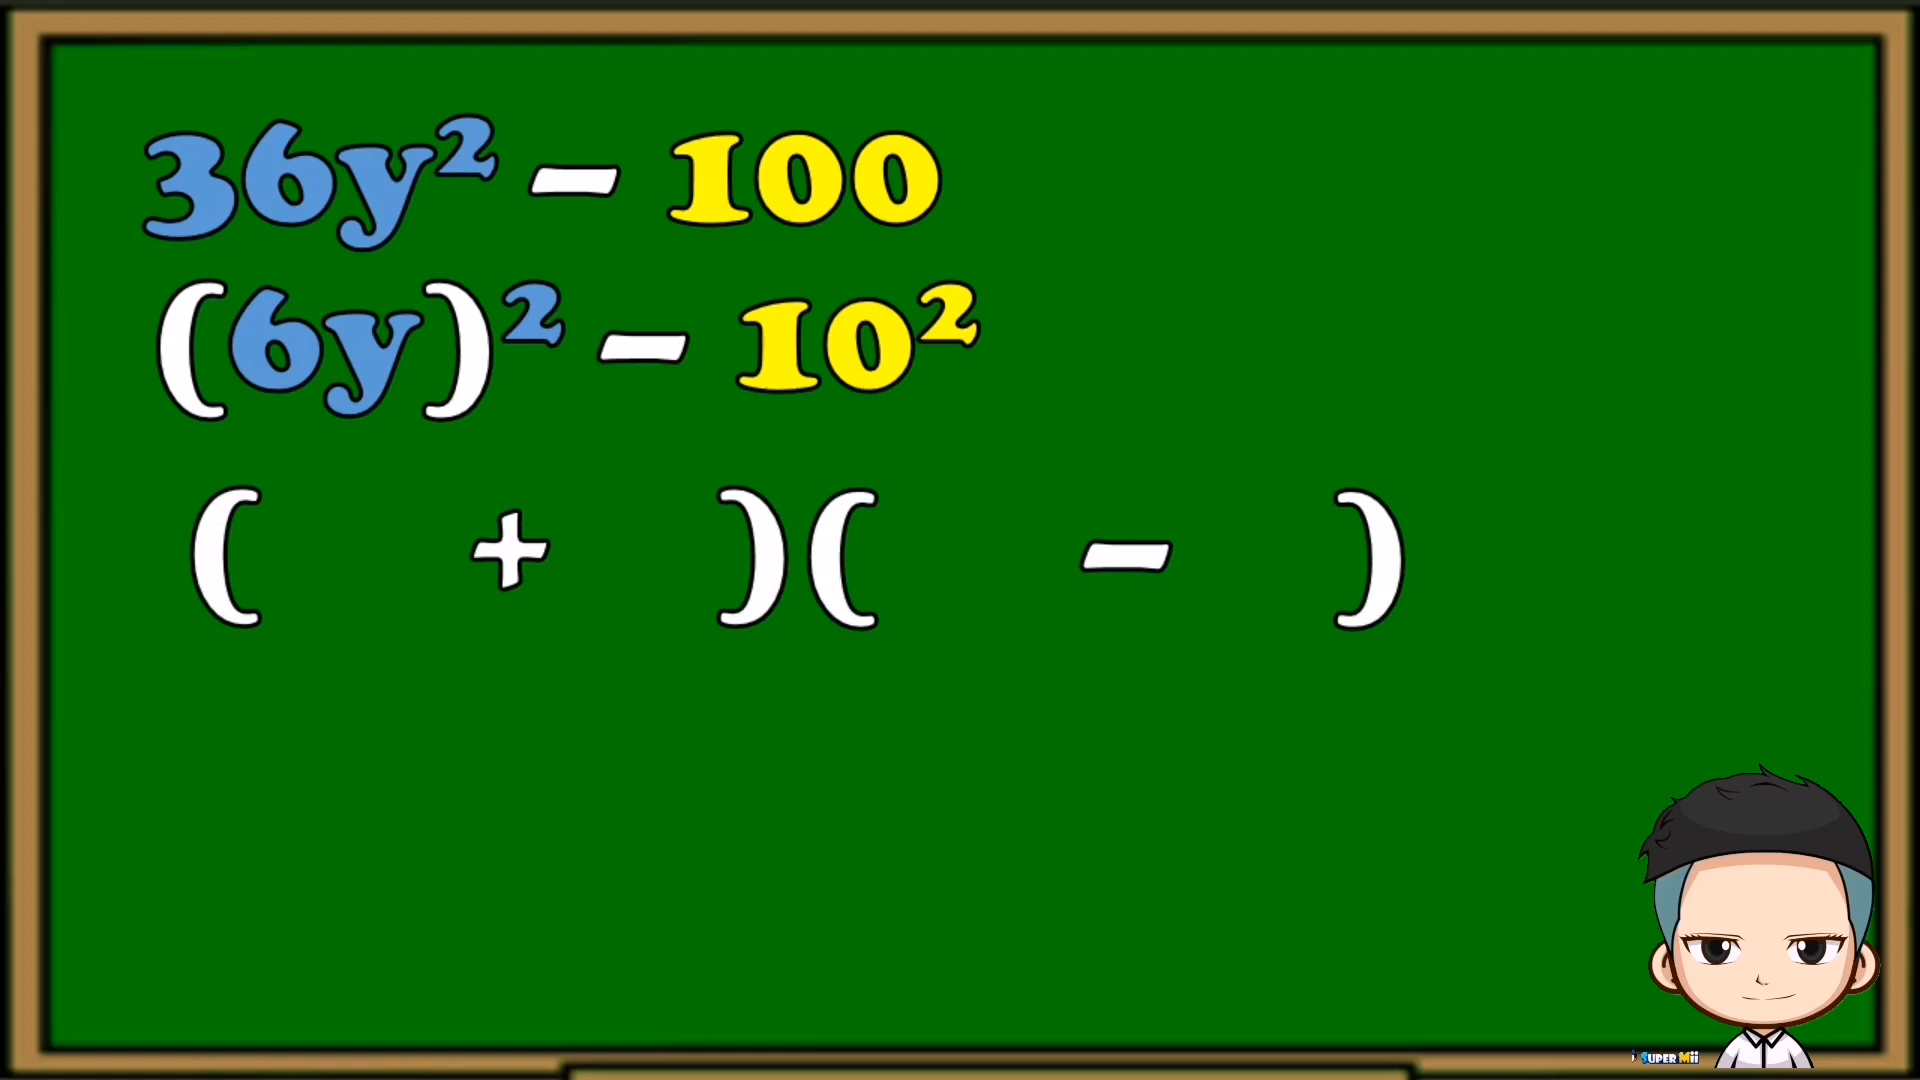 36y² – 100
(6y)² – 10²
( + )( – )
SUPER Mii